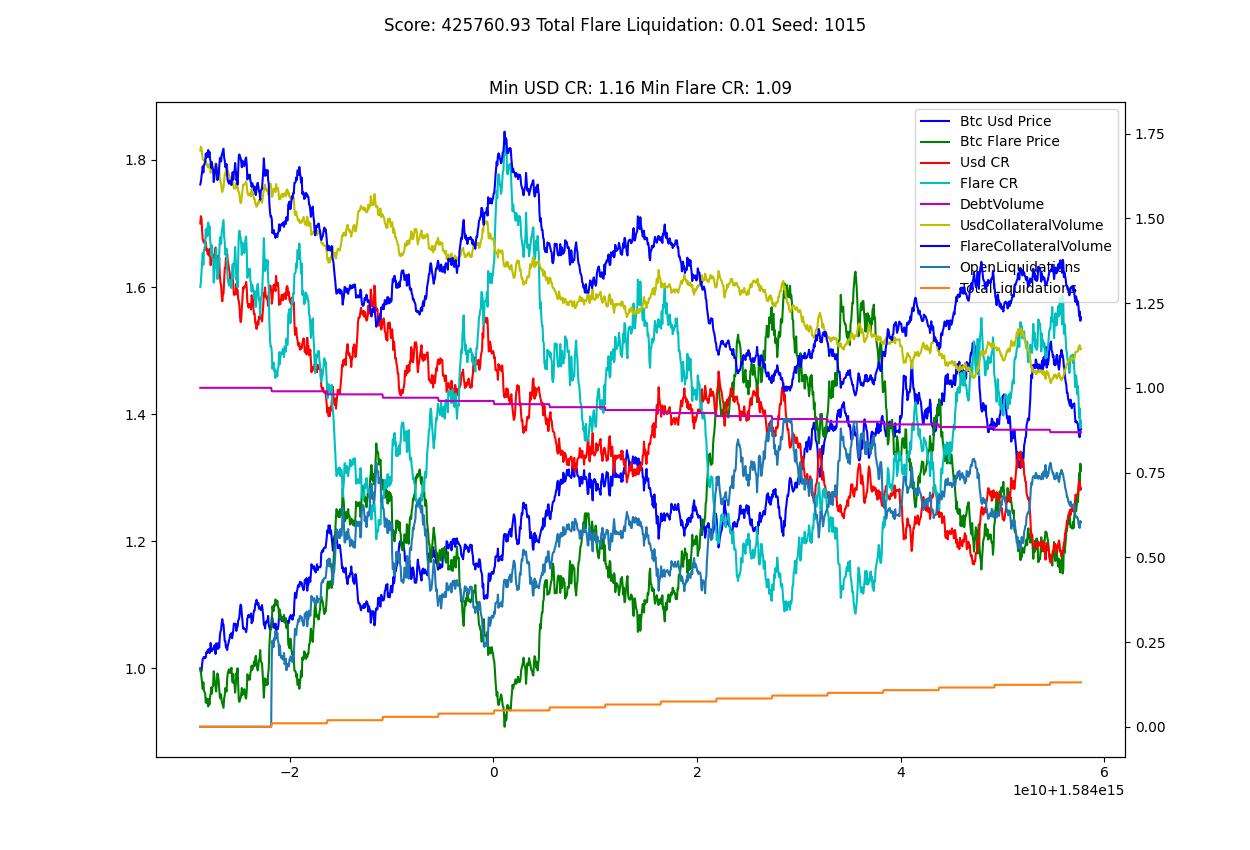 Score: 425760.93 Total Flare Liquidation: 0.01 Seed: 1015
Min USD CR: 1.16 Min Flare CR: 1.09
Btc Usd Price
Btc Flare Price
Usd CR
Flare CR
DebtVolume
UsdCollateralVolume
FlareCollateralVolume
OpenLiquidations
TotalLiquidations
1.8
1.6
1.4
1.2
1.0
1.75
1.50
1.25
1.00
0.75
0.50
0.25
0.00
−2
0
2
4
6
1e10+1.584e15